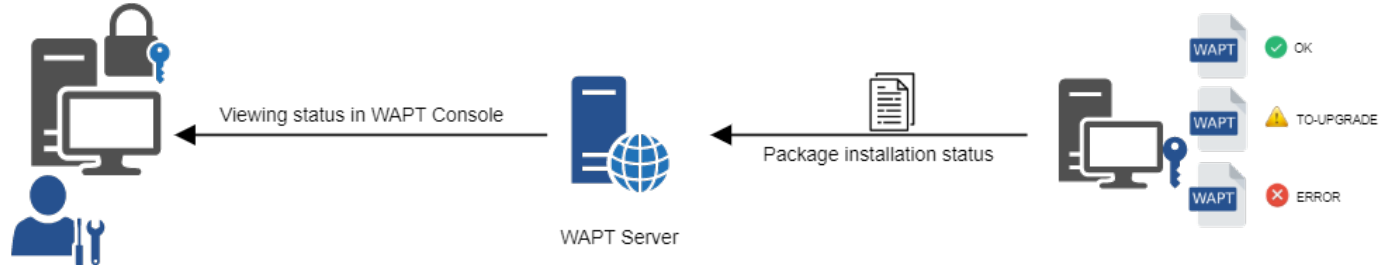 Viewing status in WAPT Console
WAPT Server
Package installation status
WAPT
OK
WAPT
TO-UPGRADE
WAPT
ERROR